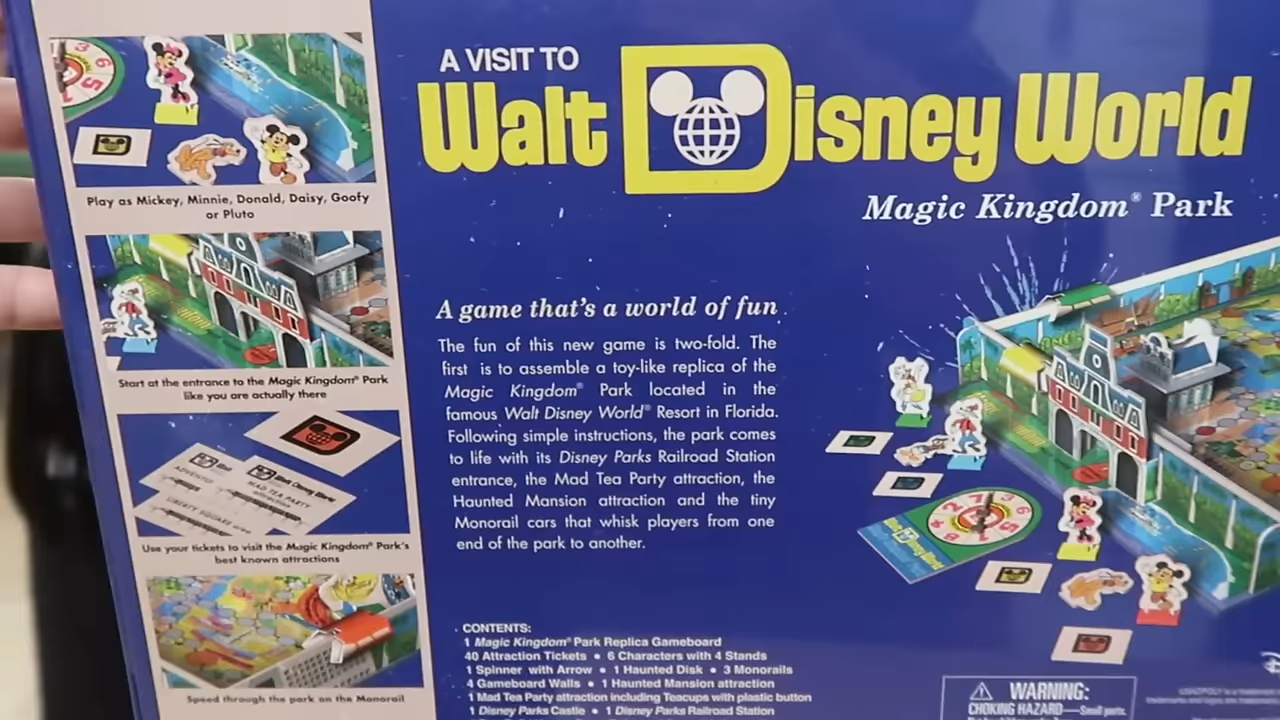 A VISIT TO
Walt Disney World
Magic Kingdom® Park
Play as Mickey, Minnie, Donald, Daisy, Goofy
or Pluto
Start at the entrance to the Magic Kingdom® Park
like you are actually there
ADVENTU
MAD TEA PARTY
attraction
LIBERTY SQUARE
Use your tickets to visit the Magic Kingdom® Park's
best known attractions
Speed through the park on the Monorail
A game that's a world of fun
The fun of this new game is two-fold. The
first is to assemble a toy-like replica of the
Magic Kingdom® Park located in the
famous Walt Disney World® Resort in Florida.
Following simple instructions, the park comes
to life with its Disney Parks Railroad Station
entrance, the Mad Tea Party attraction, the
Haunted Mansion attraction and the tiny
Monorail cars that whisk players from one
end of the park to another.
CONTENTS:
1 Magic Kingdom® Park Replica Gameboard
40 Attraction Tickets • 6 Characters with 4 Stands
1 Spinner with Arrow • 1 Haunted Disk • 3 Monorails
4 Gameboard Walls • 1 Haunted Mansion attraction
1 Mad Tea Party attraction including Teacups with plastic button
1 Disney Parks Castle • 1 Disney Parks Railroad Station
WARNING:
CHOKING HAZARD—Small parts.